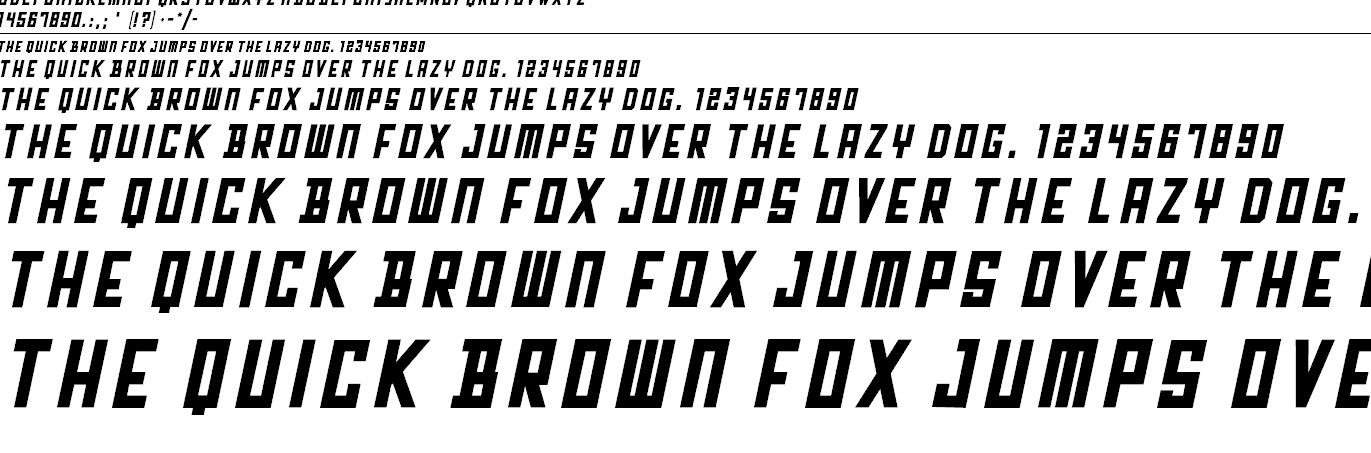 14567890.:,; ' (!?) ·-*/-
THE QUICK BROWN FOX JUMPS OVER THE LAZY DOG. 1234567890
THE QUICK BROWN FOX JUMPS OVER THE LAZY DOG. 1234567890
THE QUICK BROWN FOX JUMPS OVER THE LAZY DOG. 1234567890
THE QUICK BROWN FOX JUMPS OVER THE LAZY DOG. 1234567890
THE QUICK BROWN FOX JUMPS OVER THE LAZY DOG.
THE QUICK BROWN FOX JUMPS OVER THE
THE QUICK BROWN FOX JUMPS OVE